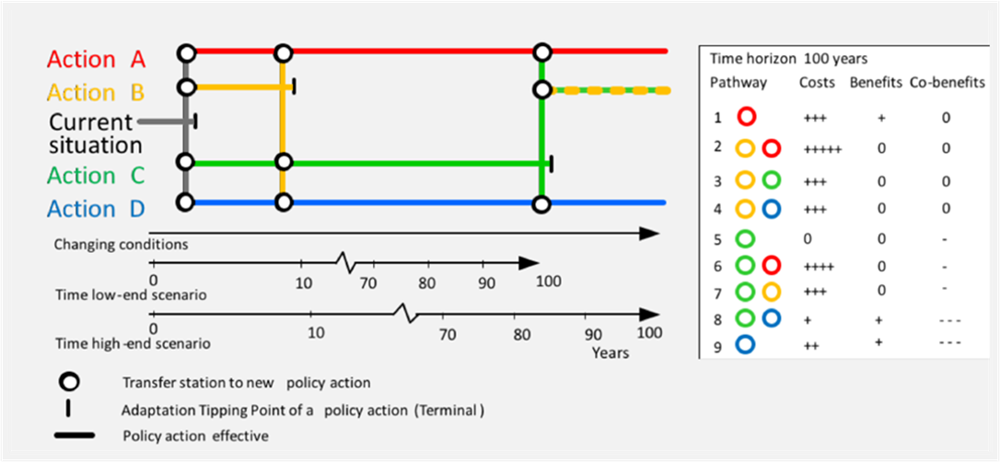 Action A
Action B
Current
situation
Action C
Action D
Changing conditions
0 10 70 80 90 100
Time low-end scenario
0 10 70 80 90 100
Time high-end scenario
Years
Transfer station to new policy action
Adaptation Tipping Point of a policy action (Terminal)
Policy action effective
Time horizon 100 years
Pathway Costs Benefits Co-benefits
1 +++ + 0
2 +++++ 0 0
3 +++ 0 0
4 +++ 0 0
5 0 0 -
6 ++++ 0 -
7 +++ 0 -
8 + + ---
9 ++ + ---